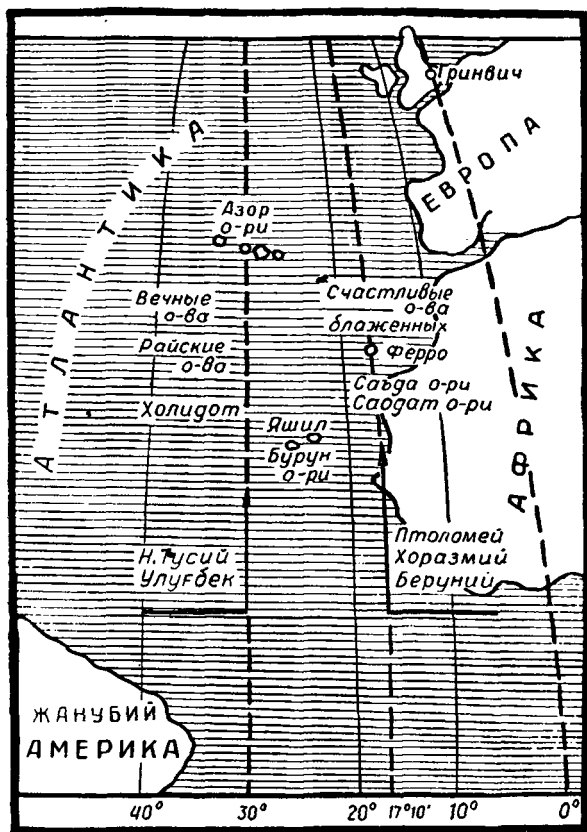 Гринвич
ЕВРОПА
АТЛАНТИКА
Азор
о-ри
Вечные
о-ва
Счастливые
о-ва
блаженных
Райские
о-ва
Ферро
Саъда о-ри
Саодат о-ри
Холидот
АФРИКА
Яшил
Бурун
о-ри
Н.Тусий
Улуғбек
Птоломей
Хоразмий
Беруний
ЖАНУБИЙ
АМЕРИКА
40° 30° 20° 17°10' 10° 0°